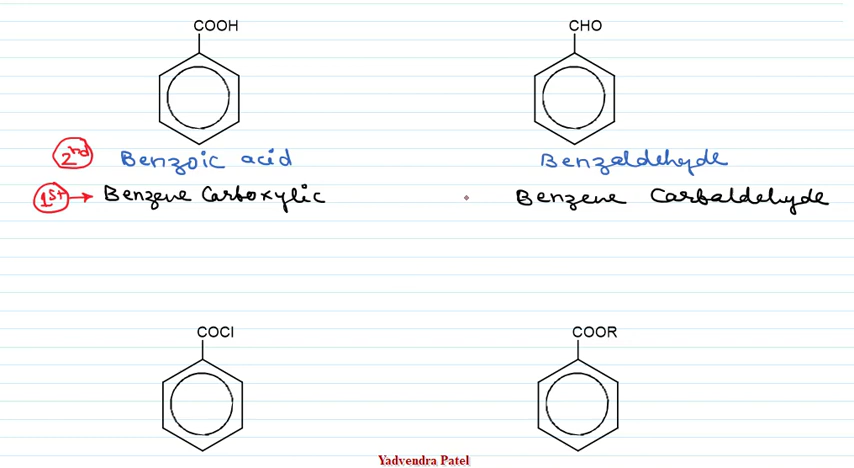 COOH CHO
2nd Benzoic acid Benzaldehyde
1st → Benzene Carboxylic Benzene Carbaldehyde
COCl COOR
Yadvendra Patel